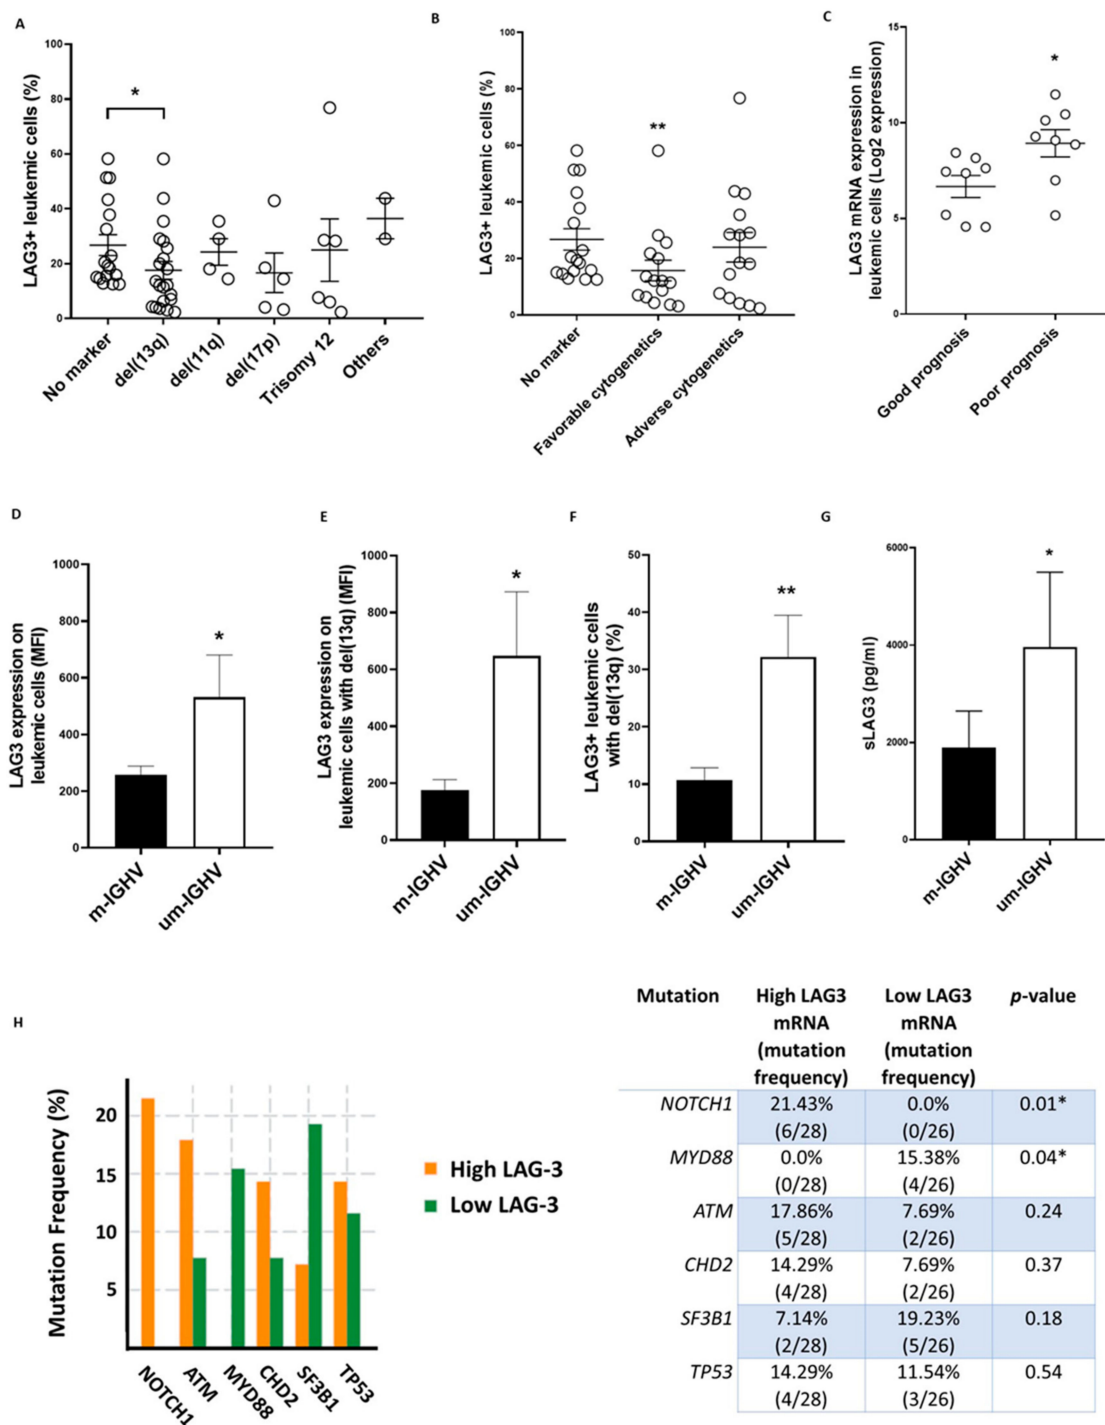 A
LAG3+ leukemic cells (%)
100
80
60
40
20
0
*
No marker
del(13q)
del(11q)
del(17p)
Trisomy 12
Others
B
LAG3+ leukemic cells (%)
100
80
60
40
20
0
**
No marker
Favorable cytogenetics
Adverse cytogenetics
C
LAG3 mRNA expression in
leukemic cells (Log2 expression)
15
10
5
0
*
Good prognosis
Poor prognosis
D
LAG3 expression on
leukemic cells (MFI)
1000
800
600
400
200
0
*
m-IGHV
um-IGHV
E
LAG3 expression on
leukemic cells with del(13q) (MFI)
1000
800
600
400
200
0
*
m-IGHV
um-IGHV
F
LAG3+ leukemic cells
with del(13q) (%)
50
40
30
20
10
0
**
m-IGHV
um-IGHV
G
sLAG3 (pg/ml)
6000
4000
2000
0
*
m-IGHV
um-IGHV
H
Mutation Frequency (%)
20
15
10
5
NOTCH1
ATM
MYD88
CHD2
SF3B1
TP53
High LAG-3
Low LAG-3
Mutation High LAG3 Low LAG3 p-value
mRNA mRNA
(mutation (mutation
frequency) frequency)
NOTCH1 21.43% 0.0% 0.01*
(6/28) (0/26)
MYD88 0.0% 15.38% 0.04*
(0/28) (4/26)
ATM 17.86% 7.69% 0.24
(5/28) (2/26)
CHD2 14.29% 7.69% 0.37
(4/28) (2/26)
SF3B1 7.14% 19.23% 0.18
(2/28) (5/26)
TP53 14.29% 11.54% 0.54
(4/28) (3/26)